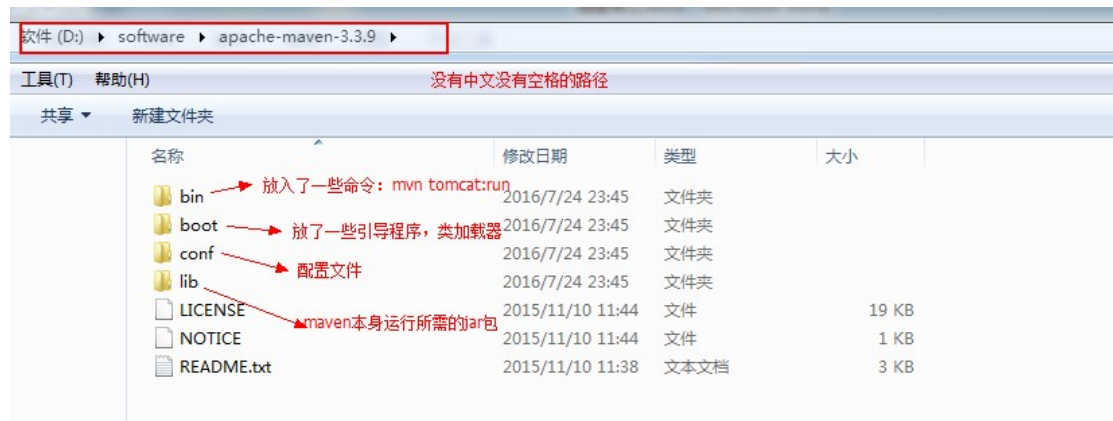 软件 (D:) ▶ software ▶ apache-maven-3.3.9 ▶
工具(T) 帮助(H) 没有中文没有空格的路径
共享 ▼ 新建文件夹
名称 修改日期 类型 大小
bin 放入了一些命令：mvn tomcat:run 2016/7/24 23:45 文件夹
boot 放了一些引导程序，类加载器 2016/7/24 23:45 文件夹
conf 配置文件 2016/7/24 23:45 文件夹
lib 2016/7/24 23:45 文件夹
LICENSE 2015/11/10 11:44 文件 19 KB
maven本身运行所需的jar包
NOTICE 2015/11/10 11:44 文件 1 KB
README.txt 2015/11/10 11:38 文本文档 3 KB